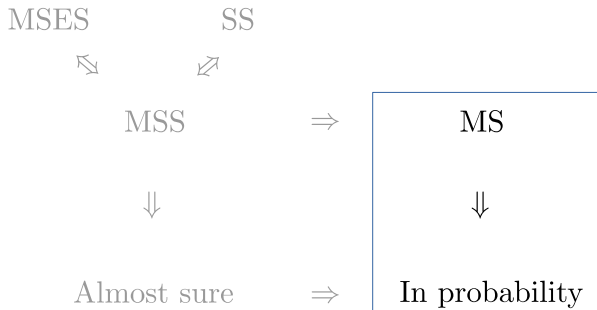 MSES SS
⇔ ⇔
MSS ⇒ MS
⇓ ⇓
Almost sure ⇒ In probability